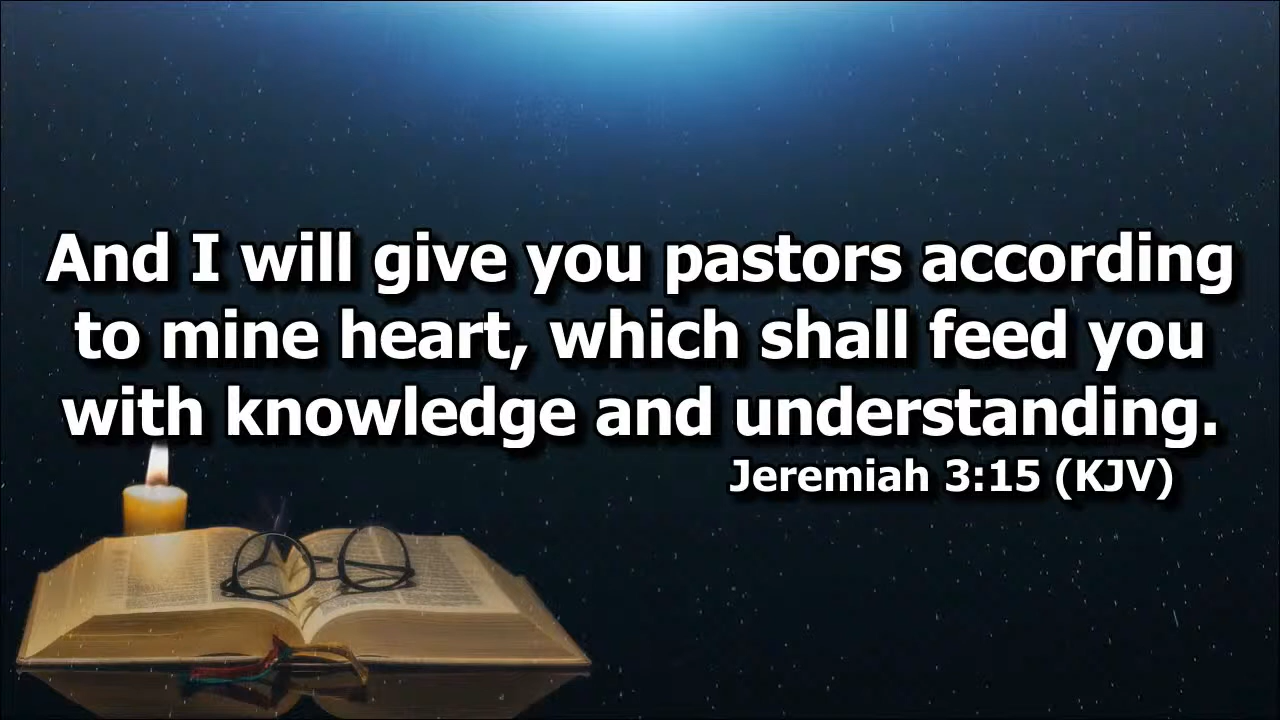 And I will give you pastors according
to mine heart, which shall feed you
with knowledge and understanding.
Jeremiah 3:15 (KJV)